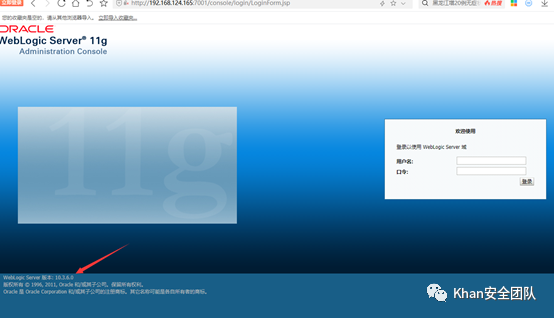 立即登录
http://192.168.124.165:7001/console/login/LoginForm.jsp
热搜
您的收藏夹是空的，请从其他浏览器导入。 立即导入收藏夹...
ORACLE
WebLogic Server® 11g
Administration Console
11g
欢迎使用
登录以使用 WebLogic Server 域
用户名:
口令:
登录
WebLogic Server 版本: 10.3.6.0
版权所有 © 1996, 2011, Oracle 和/或其子公司。保留所有权利。
Oracle 是 Oracle Corporation 和/或其子公司的注册商标。其它名称可能是各自所有者的商标。
Khan安全团队